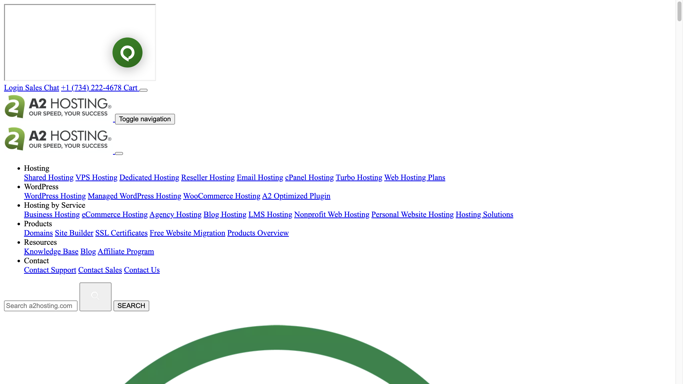 Login Sales Chat +1 (734) 222-4678 Cart
A2 HOSTING®
OUR SPEED, YOUR SUCCESS
Toggle navigation
A2 HOSTING®
OUR SPEED, YOUR SUCCESS
Hosting
Shared Hosting VPS Hosting Dedicated Hosting Reseller Hosting Email Hosting cPanel Hosting Turbo Hosting Web Hosting Plans
WordPress
WordPress Hosting Managed WordPress Hosting WooCommerce Hosting A2 Optimized Plugin
Hosting by Service
Business Hosting eCommerce Hosting Agency Hosting Blog Hosting LMS Hosting Nonprofit Web Hosting Personal Website Hosting Hosting Solutions
Products
Domains Site Builder SSL Certificates Free Website Migration Products Overview
Resources
Knowledge Base Blog Affiliate Program
Contact
Contact Support Contact Sales Contact Us
Search a2hosting.com SEARCH